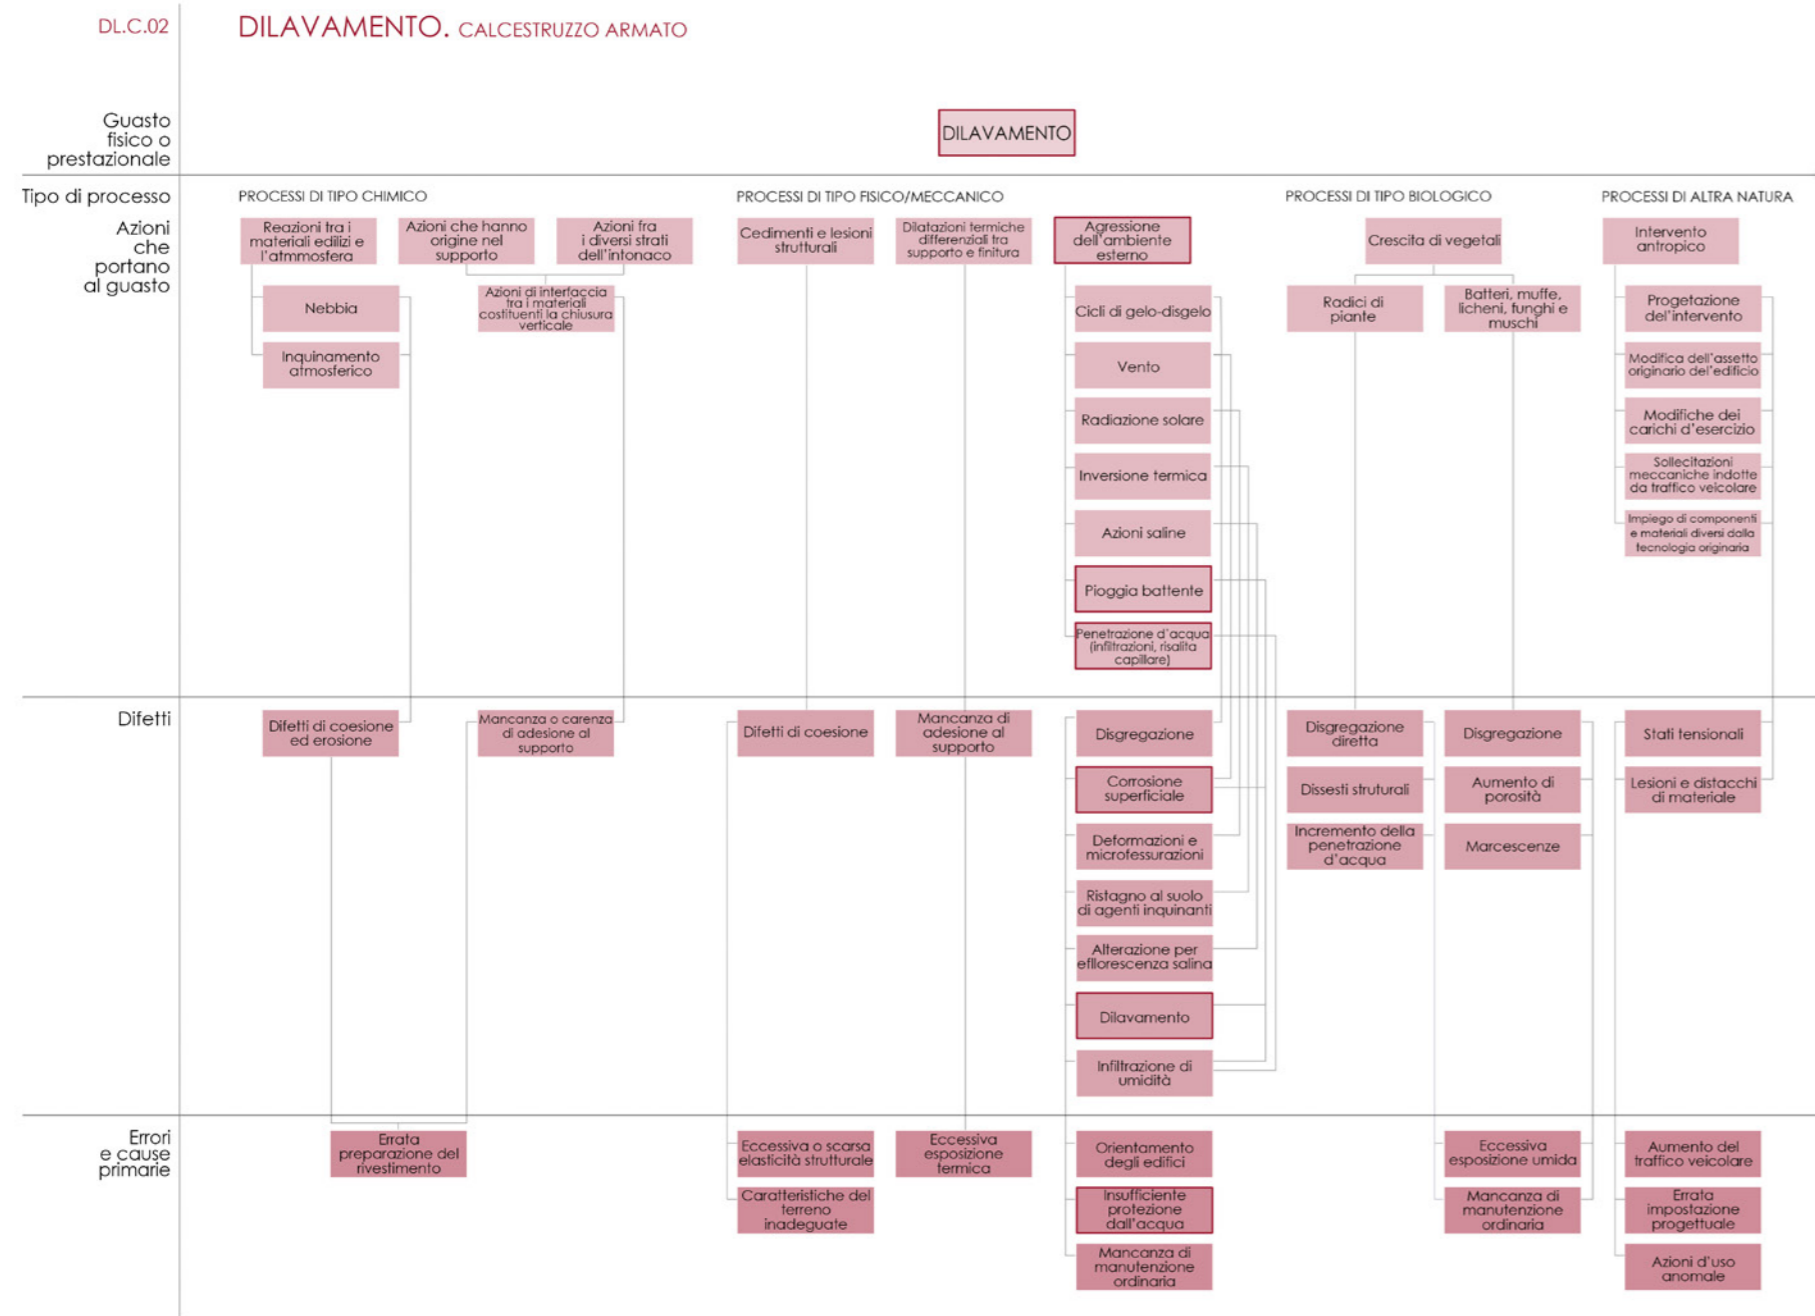 DL.C.02
DILAVAMENTO. CALCESTRUZZO ARMATO
Guasto
fisico o
prestazionale
DILAVAMENTO
Tipo di processo
PROCESSI DI TIPO CHIMICO
PROCESSI DI TIPO FISICO/MECCANICO
PROCESSI DI TIPO BIOLOGICO
PROCESSI DI ALTRA NATURA
Azioni
che
portano
al guasto
Reazioni tra i
materiali edilizi e
l'atmmosfera
Azioni che hanno
origine nel
supporto
Azioni fra
i diversi strati
dell'intonaco
Cedimenti e lesioni
strutturali
Dilatazioni termiche
differenziali tra
supporto e finitura
Agressione
dell'ambiente
esterno
Crescita di vegetali
Intervento
antropico
Nebbia
Inquinamento
atmosferico
Azioni di interfaccia
tra i materiali
costituenti la chiusura
verticale
Cicli di gelo-disgelo
Vento
Radiazione solare
Inversione termica
Azioni saline
Pioggia battente
Penetrazione d'acqua
(infiltrazioni, risalita
capillare)
Radici di
piante
Batteri, muffe,
licheni, funghi e
muschi
Progetazione
del'intervento
Modifica dell'assetto
originario del'edificio
Modifiche dei
carichi d'esercizio
Sollecitazioni
meccaniche indotte
da traffico veicolare
Impiego di componenti
e materiali diversi dalla
tecnologia originaria
Difetti
Difetti di coesione
ed erosione
Mancanza o carenza
di adesione al
supporto
Difetti di coesione
Mancanza di
adesione al
supporto
Disgregazione
Corrosione
superficiale
Deformazioni e
microfessurazioni
Ristagno al suolo
di agenti inquinanti
Alterazione per
efllorescenza salina
Dilavamento
Infiltrazione di
umidità
Disgregazione
diretta
Dissesti struturali
Incremento della
penetrazione
d'acqua
Disgregazione
Aumento di
porosità
Marcescenze
Stati tensionali
Lesioni e distacchi
di materiale
Errori
e cause
primarie
Errata
preparazione del
rivestimento
Eccessiva o scarsa
elasticità strutturale
Caratteristiche del
terreno
inadeguate
Eccessiva
esposizione
termica
Orientamento
degli edifici
Insufficiente
protezione
dall'acqua
Mancanza di
manutenzione
ordinaria
Eccessiva
esposizione umida
Mancanza di
manutenzione
ordinaria
Aumento del
traffico veicolare
Errata
impostazione
progettuale
Azioni d'uso
anomale